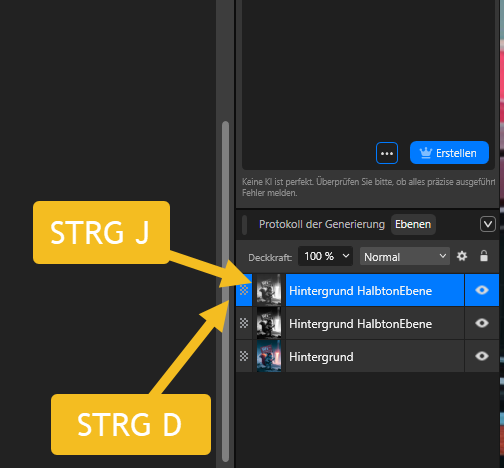 Erstellen
Keine KI ist perfekt. Überprüfen Sie bitte, ob alles präzise ausgeführt
Fehler melden.
Protokoll der Generierung Ebenen
STRG J
Deckkraft: 100 % Normal
Hintergrund HalbtonEbene
Hintergrund HalbtonEbene
Hintergrund
STRG D